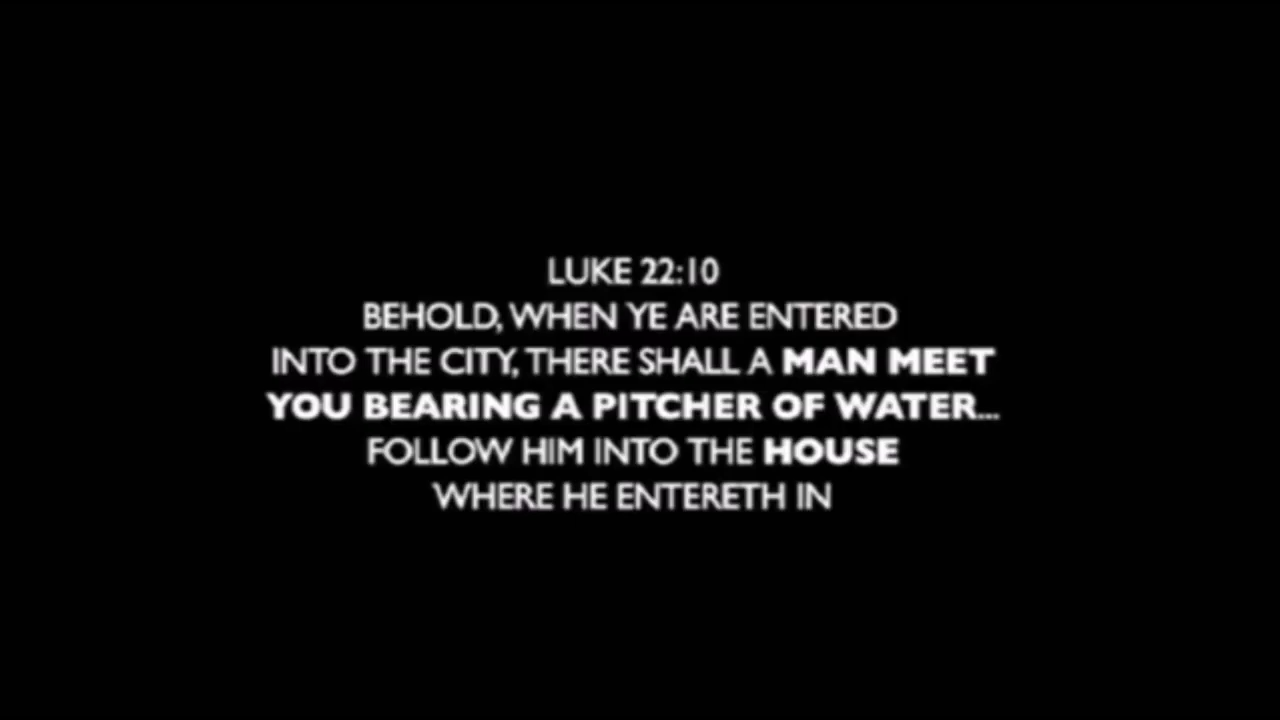 LUKE 22:10
BEHOLD, WHEN YE ARE ENTERED
INTO THE CITY, THERE SHALL A MAN MEET
YOU BEARING A PITCHER OF WATER...
FOLLOW HIM INTO THE HOUSE
WHERE HE ENTERETH IN